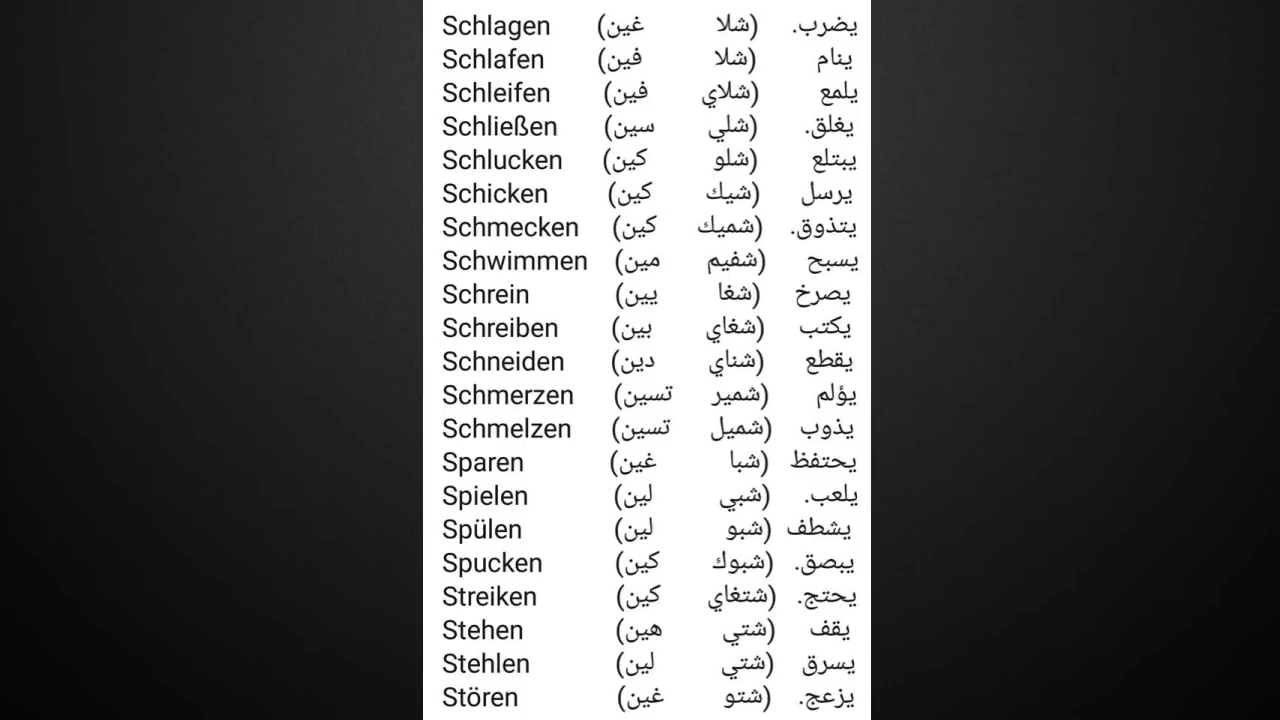 Schlagen (شلا غين) يضرب.
Schlafen (شلا فين) ينام
Schleifen (شلاي فين) يلمع
Schließen (شلي سين) يغلق.
Schlucken (شلو كين) يبتلع
Schicken (شيك كين) يرسل
Schmecken (شميك كين) يتذوق.
Schwimmen (شفيم مين) يسبح
Schrein (شغا يين) يصرخ
Schreiben (شغاي بين) يكتب
Schneiden (شناي دين) يقطع
Schmerzen (شمير تسين) يؤلم
Schmelzen (شميل تسين) يذوب
Sparen (شبا غين) يحتفظ
Spielen (شبي لين) يلعب.
Spülen (شبو لين) يشطف
Spucken (شبوك كين) يبصق.
Streiken (شتغاي كين) يحتج.
Stehen (شتي هين) يقف
Stehlen (شتي لين) يسرق
Stören (شتو غين) يزعج.